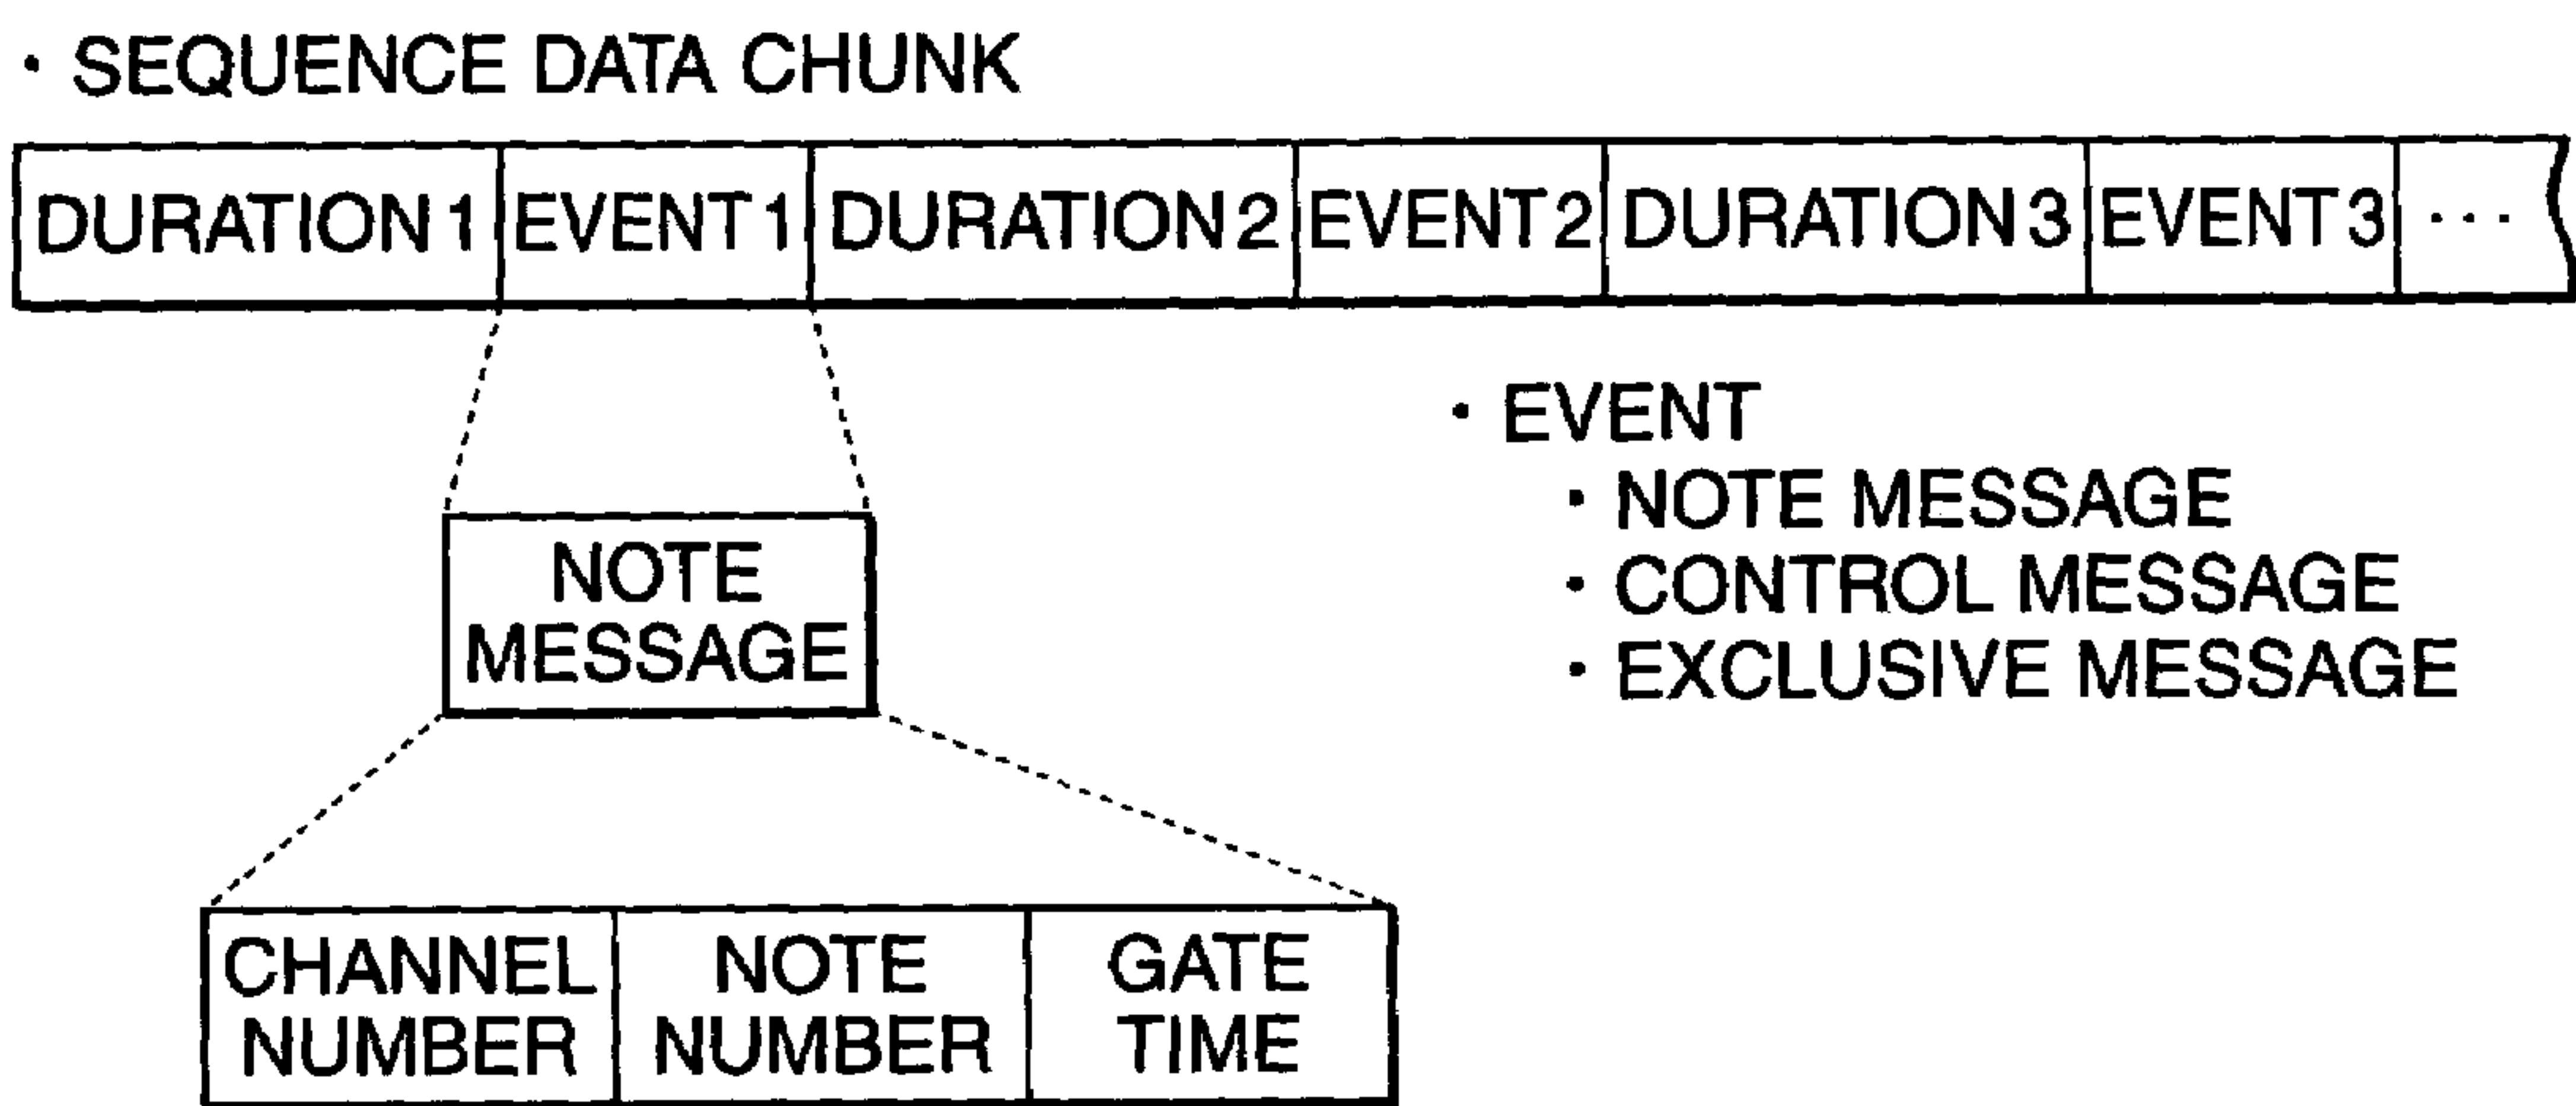 · SEQUENCE DATA CHUNK
DURATION 1 EVENT 1 DURATION 2 EVENT 2 DURATION 3 EVENT 3 ···
· EVENT
· NOTE MESSAGE
· CONTROL MESSAGE
· EXCLUSIVE MESSAGE
NOTE
MESSAGE
CHANNEL
NUMBER
NOTE
NUMBER
GATE
TIME